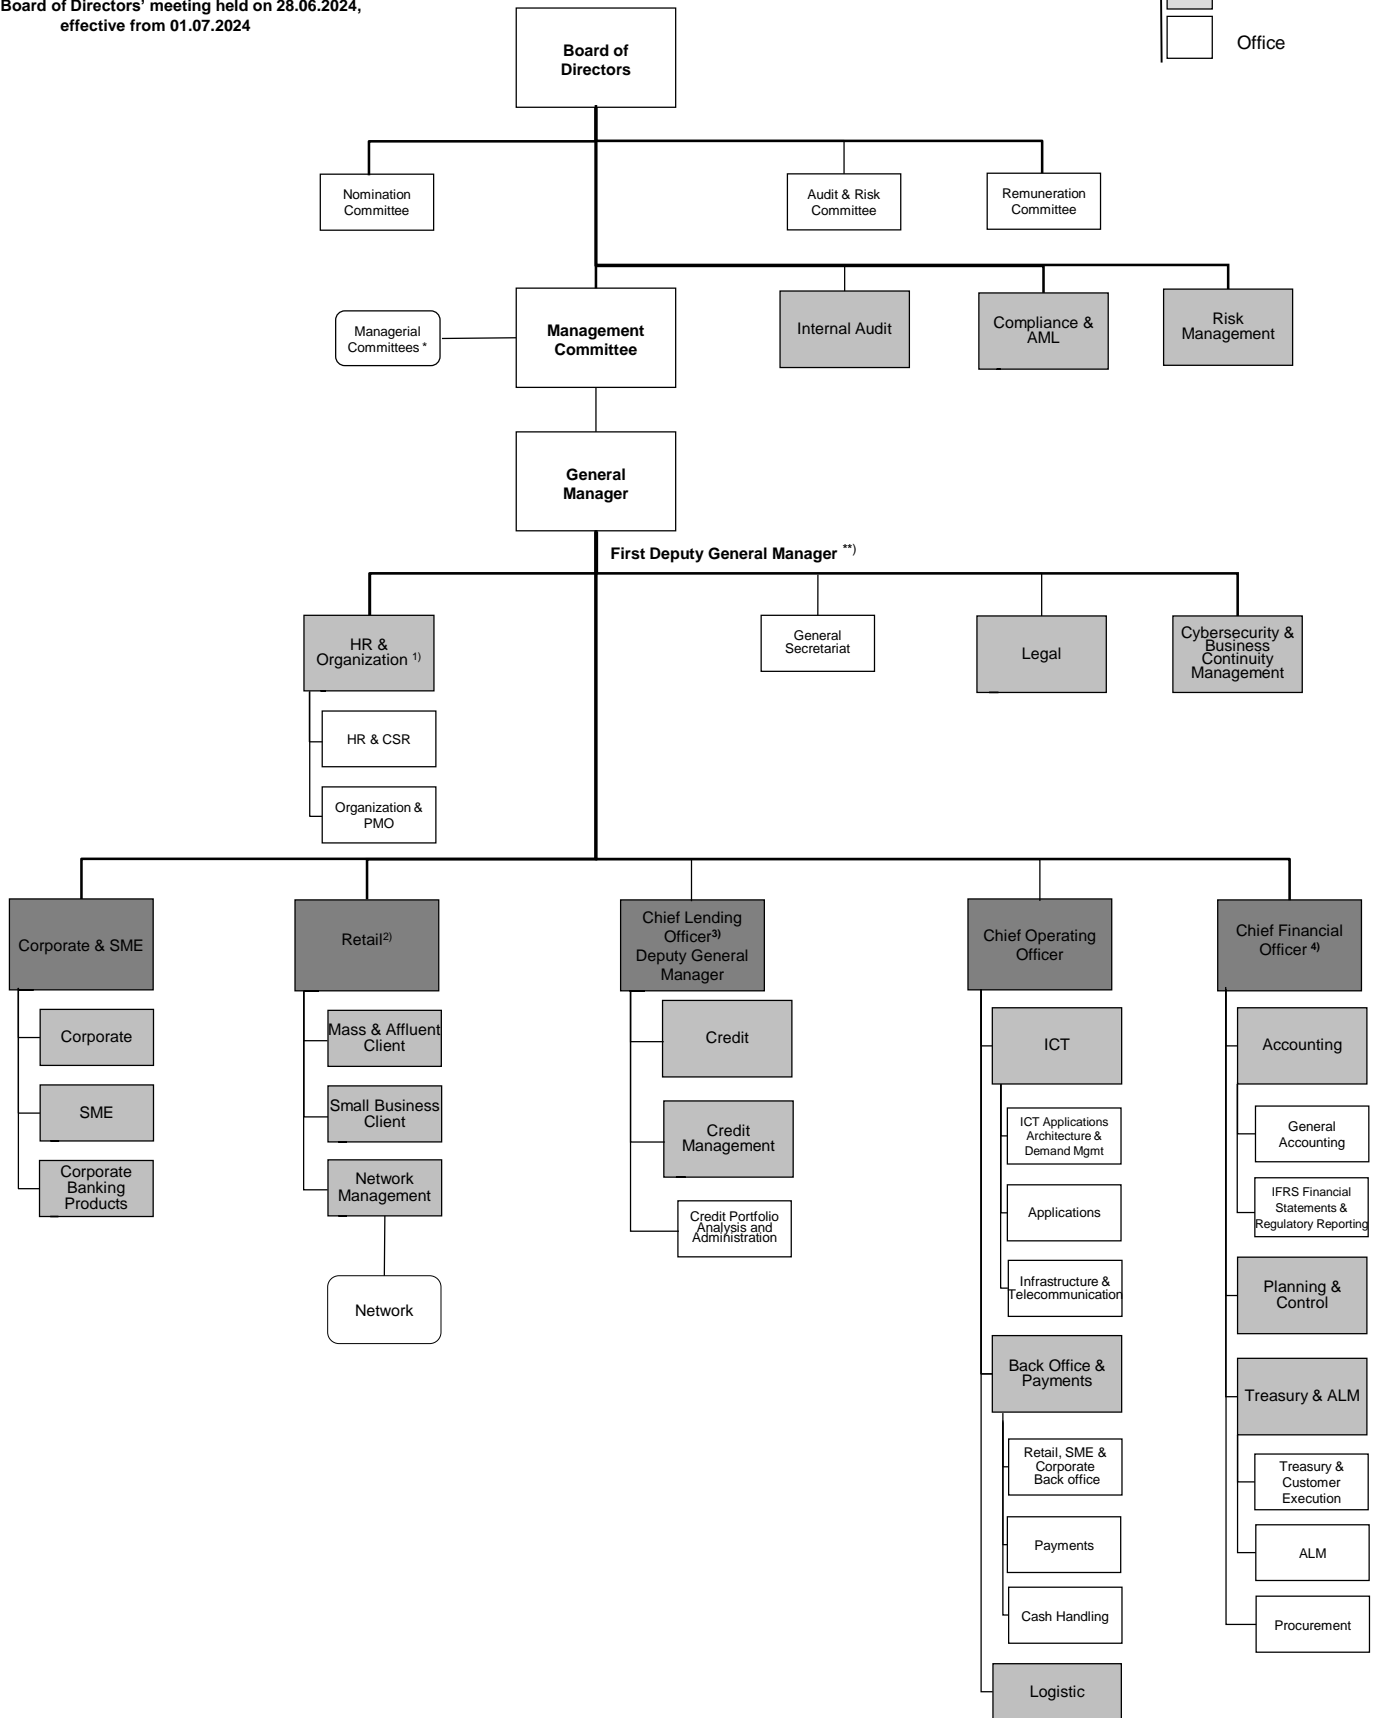 Board of Directors' meeting held on 28.06.2024,
effective from 01.07.2024
Office
Board of
Directors
Nomination
Committee
Audit & Risk
Committee
Remuneration
Committee
Managerial
Committees *
Management
Committee
Internal Audit
Compliance &
AML
Risk
Management
General
Manager
First Deputy General Manager **)
HR &
Organization 1)
General
Secretariat
Legal
Cybersecurity &
Business
Continuity
Management
HR & CSR
Organization &
PMO
Corporate & SME
Retail2)
Chief Lending
Officer3)
Deputy General
Manager
Chief Operating
Officer
Chief Financial
Officer 4)
Corporate
SME
Corporate
Banking
Products
Mass & Affluent
Client
Small Business
Client
Network
Management
Network
Credit
Credit
Management
Credit Portfolio
Analysis and
Administration
ICT
ICT Applications
Architecture &
Demand Mgmt
Applications
Infrastructure &
Telecommunication
Back Office &
Payments
Retail, SME &
Corporate
Back office
Payments
Cash Handling
Logistic
Accounting
General
Accounting
IFRS Financial
Statements &
Regulatory Reporting
Planning &
Control
Treasury & ALM
Treasury &
Customer
Execution
ALM
Procurement